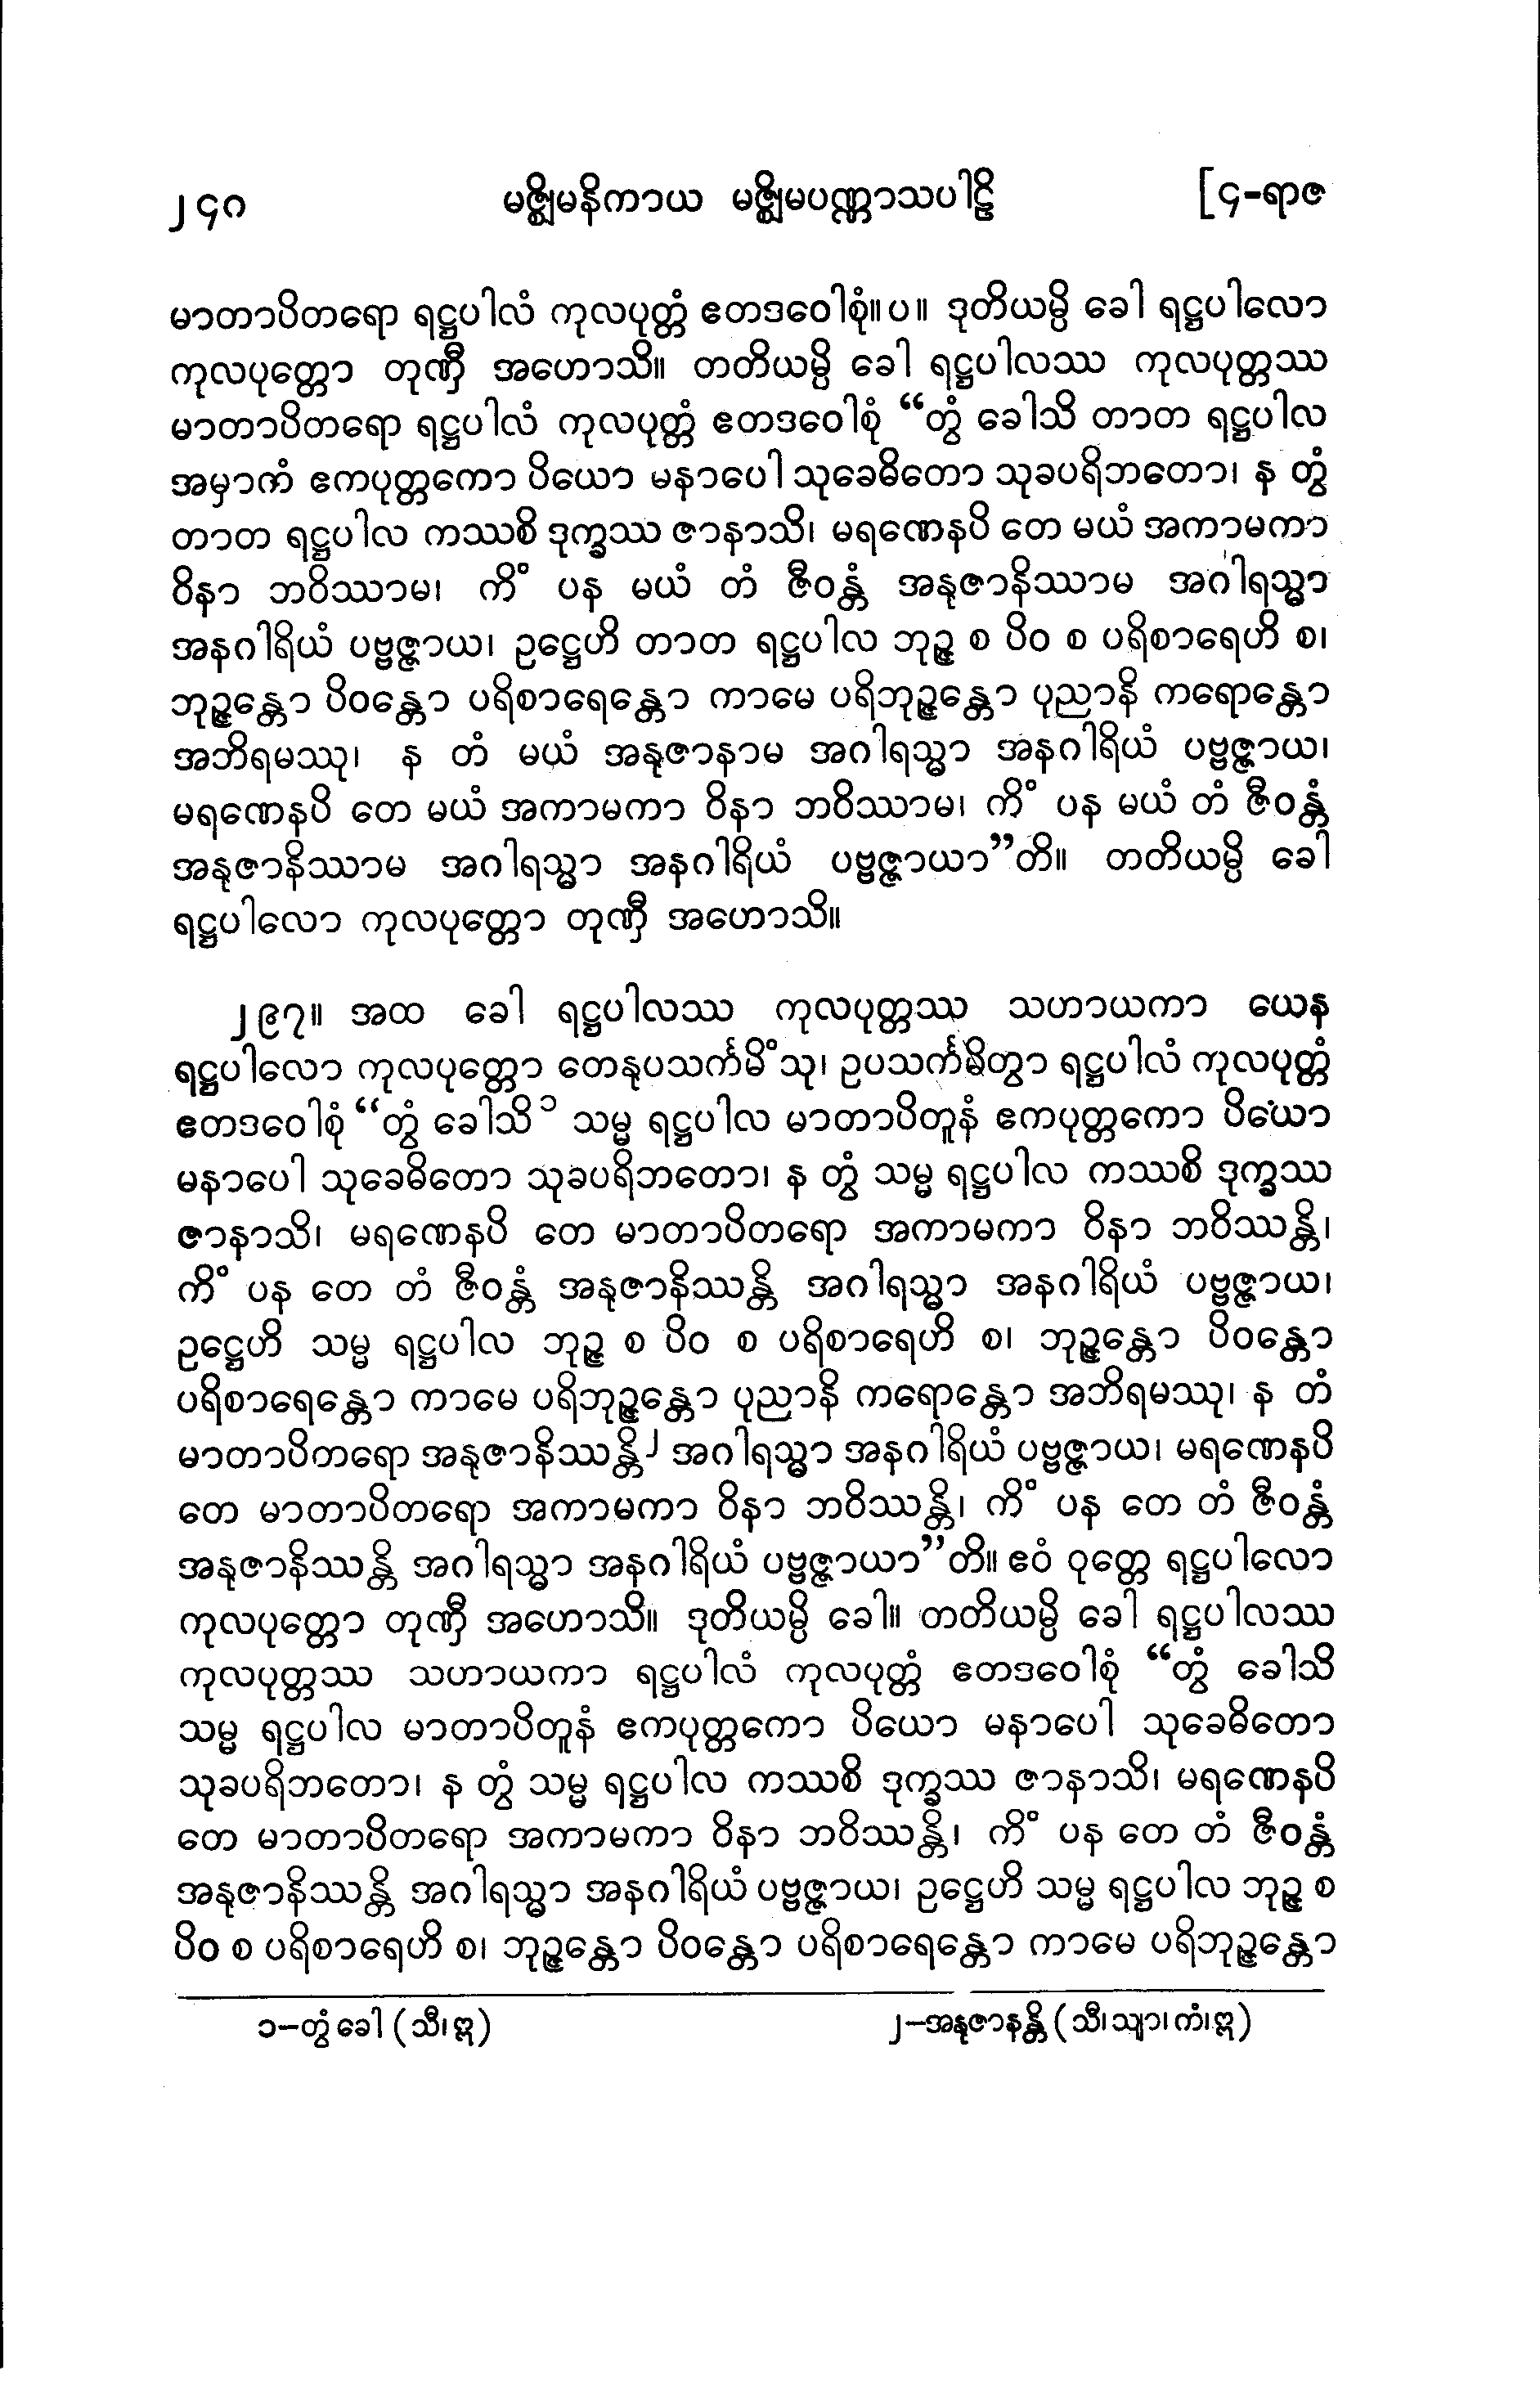 ၂၄၀ မဇ္ဈိမနိကာယ မဇ္ဈိမပဏ္ဏာသပါဠိ [၄-ရာဇ
မာတာပိတရော ရဋ္ဌပါလံ ကုလပုတ္တံ ဧတဒဝေါစုံ။ပ။ ဒုတိယမ္ပိ ခေါ ရဋ္ဌပါလော
ကုလပုတ္တော တုဏှီ အဟောသိ။ တတိယမ္ပိ ခေါ ရဋ္ဌပါလဿ ကုလပုတ္တဿ
မာတာပိတရော ရဋ္ဌပါလံ ကုလပုတ္တံ ဧတဒဝေါစုံ “တွံ ခေါသိ တာတ ရဋ္ဌပါလ
အမှာကံ ဧကပုတ္တကော ပိယော မနာပေါ သုခေဓိတော သုခပရိဘတော၊ န တွံ
တာတ ရဋ္ဌပါလ ကဿစိ ဒုက္ခဿ ဇာနာသိ၊ မရဏေနပိ တေ မယံ အကာမကာ
ဝိနာ ဘဝိဿာမ၊ ကိံ ပန မယံ တံ ဇီဝန္တံ အနုဇာနိဿာမ အဂါရသ္မာ
အနဂါရိယံ ပဗ္ဗဇ္ဇာယ၊ ဥဋ္ဌေဟိ တာတ ရဋ္ဌပါလ ဘုဉ္ဇ စ ပိဝ စ ပရိစာရေဟိ စ၊
ဘုဉ္ဇန္တော ပိဝန္တော ပရိစာရေန္တော ကာမေ ပရိဘုဉ္ဇန္တော ပုညာနိ ကရောန္တော
အဘိရမဿု၊ န တံ မယံ အနုဇာနာမ အဂါရသ္မာ အနဂါရိယံ ပဗ္ဗဇ္ဇာယ၊
မရဏေနပိ တေ မယံ အကာမကာ ဝိနာ ဘဝိဿာမ၊ ကိံ ပန မယံ တံ ဇီဝန္တံ
အနုဇာနိဿာမ အဂါရသ္မာ အနဂါရိယံ ပဗ္ဗဇ္ဇာယာ”တိ။ တတိယမ္ပိ ခေါ
ရဋ္ဌပါလော ကုလပုတ္တော တုဏှီ အဟောသိ။
၂၉၇။ အထ ခေါ ရဋ္ဌပါလဿ ကုလပုတ္တဿ သဟာယကာ ယေန
ရဋ္ဌပါလော ကုလပုတ္တော တေနုပသင်္ကမိံသု၊ ဥပသင်္ကမိတွာ ရဋ္ဌပါလံ ကုလပုတ္တံ
ဧတဒဝေါစုံ “တွံ ခေါသိ ၁ သမ္မ ရဋ္ဌပါလ မာတာပိတူနံ ဧကပုတ္တကော ပိယော
မနာပေါ သုခေဓိတော သုခပရိဘတော၊ န တွံ သမ္မ ရဋ္ဌပါလ ကဿစိ ဒုက္ခဿ
ဇာနာသိ၊ မရဏေနပိ တေ မာတာပိတရော အကာမကာ ဝိနာ ဘဝိဿန္တိ၊
ကိံ ပန တေ တံ ဇီဝန္တံ အနုဇာနိဿန္တိ အဂါရသ္မာ အနဂါရိယံ ပဗ္ဗဇ္ဇာယ၊
ဥဋ္ဌေဟိ သမ္မ ရဋ္ဌပါလ ဘုဉ္ဇ စ ပိဝ စ ပရိစာရေဟိ စ၊ ဘုဉ္ဇန္တော ပိဝန္တော
ပရိစာရေန္တော ကာမေ ပရိဘုဉ္ဇန္တော ပုညာနိ ကရောန္တော အဘိရမဿု၊ န တံ
မာတာပိတရော အနုဇာနိဿန္တိ ၂ အဂါရသ္မာ အနဂါရိယံ ပဗ္ဗဇ္ဇာယ၊ မရဏေနပိ
တေ မာတာပိတရော အကာမကာ ဝိနာ ဘဝိဿန္တိ၊ ကိံ ပန တေ တံ ဇီဝန္တံ
အနုဇာနိဿန္တိ အဂါရသ္မာ အနဂါရိယံ ပဗ္ဗဇ္ဇာယာ”တိ။ ဧဝံ ဝုတ္တေ ရဋ္ဌပါလော
ကုလပုတ္တော တုဏှီ အဟောသိ။ ဒုတိယမ္ပိ ခေါ။ တတိယမ္ပိ ခေါ ရဋ္ဌပါလဿ
ကုလပုတ္တဿ သဟာယကာ ရဋ္ဌပါလံ ကုလပုတ္တံ ဧတဒဝေါစုံ “တွံ ခေါသိ
သမ္မ ရဋ္ဌပါလ မာတာပိတူနံ ဧကပုတ္တကော ပိယော မနာပေါ သုခေဓိတော
သုခပရိဘတော၊ န တွံ သမ္မ ရဋ္ဌပါလ ကဿစိ ဒုက္ခဿ ဇာနာသိ၊ မရဏေနပိ
တေ မာတာပိတရော အကာမကာ ဝိနာ ဘဝိဿန္တိ၊ ကိံ ပန တေ တံ ဇီဝန္တံ
အနုဇာနိဿန္တိ အဂါရသ္မာ အနဂါရိယံ ပဗ္ဗဇ္ဇာယ၊ ဥဋ္ဌေဟိ သမ္မ ရဋ္ဌပါလ ဘုဉ္ဇ စ
ပိဝ စ ပရိစာရေဟိ စ၊ ဘုဉ္ဇန္တော ပိဝန္တော ပရိစာရေန္တော ကာမေ ပရိဘုဉ္ဇန္တော
၁–တွံ ခေါ (သီ၊ဣ) ၂–အနုဇာနန္တိ (သီ၊သျာ၊ကံ၊ဣ)